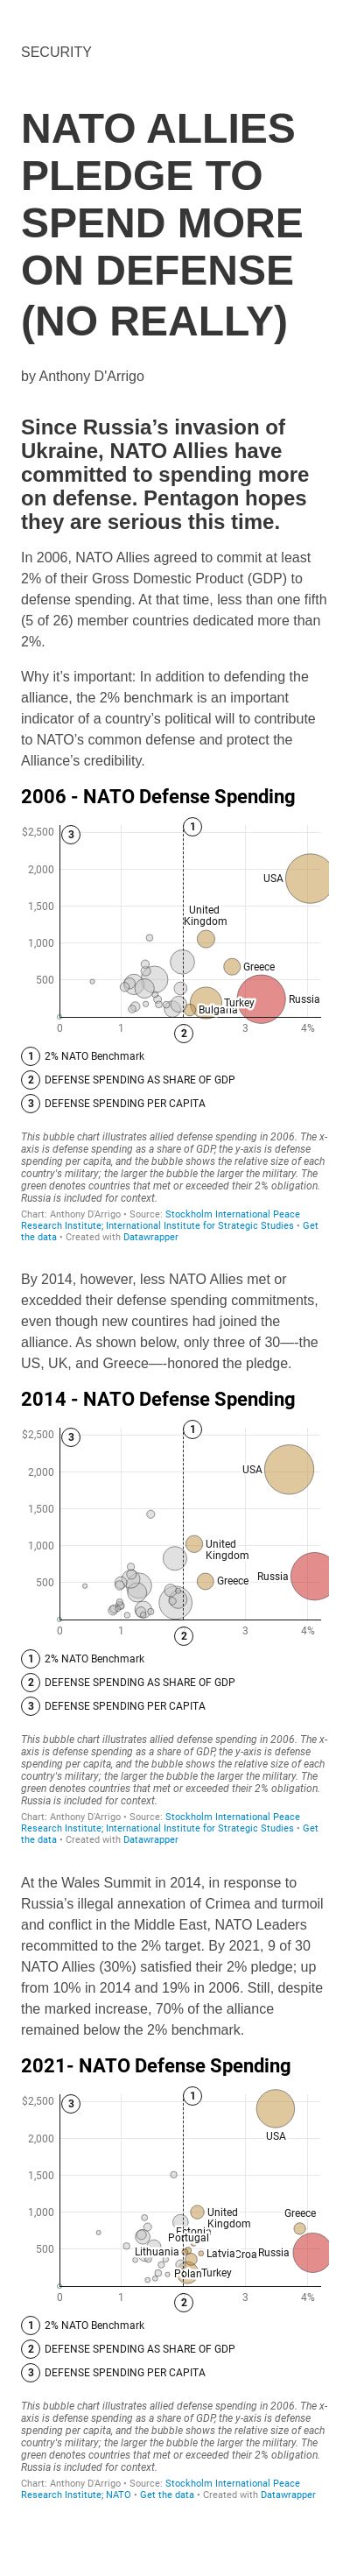 SECURITY
NATO ALLIES
PLEDGE TO
SPEND MORE
ON DEFENSE
(NO REALLY)
by Anthony D'Arrigo
Since Russia’s invasion of
Ukraine, NATO Allies have
committed to spending more
on defense. Pentagon hopes
they are serious this time.
In 2006, NATO Allies agreed to commit at least
2% of their Gross Domestic Product (GDP) to
defense spending. At that time, less than one fifth
(5 of 26) member countries dedicated more than
2%.
Why it’s important: In addition to defending the
alliance, the 2% benchmark is an important
indicator of a country’s political will to contribute
to NATO’s common defense and protect the
Alliance’s credibility.
2006 - NATO Defense Spending
1
$2,500
3
2,000
USA
1,500
United
Kingdom
1,000
Greece
500
Turkey
Russia
Bulgaria
0
1
2
3
4%
1 2% NATO Benchmark
2 DEFENSE SPENDING AS SHARE OF GDP
3 DEFENSE SPENDING PER CAPITA
This bubble chart illustrates allied defense spending in 2006. The x-
axis is defense spending as a share of GDP, the y-axis is defense
spending per capita, and the bubble shows the relative size of each
country's military; the larger the bubble the larger the military. The
green denotes countries that met or exceeded their 2% obligation.
Russia is included for context.
Chart: Anthony D'Arrigo • Source: Stockholm International Peace
Research Institute; International Institute for Strategic Studies • Get
the data • Created with Datawrapper
By 2014, however, less NATO Allies met or
excedded their defense spending commitments,
even though new countires had joined the
alliance. As shown below, only three of 30—-the
US, UK, and Greece—-honored the pledge.
2014 - NATO Defense Spending
1
$2,500
3
2,000
USA
1,500
1,000
United
Kingdom
500
Greece
Russia
0
1
2
3
4%
1 2% NATO Benchmark
2 DEFENSE SPENDING AS SHARE OF GDP
3 DEFENSE SPENDING PER CAPITA
This bubble chart illustrates allied defense spending in 2006. The x-
axis is defense spending as a share of GDP, the y-axis is defense
spending per capita, and the bubble shows the relative size of each
country's military; the larger the bubble the larger the military. The
green denotes countries that met or exceeded their 2% obligation.
Russia is included for context.
Chart: Anthony D'Arrigo • Source: Stockholm International Peace
Research Institute; International Institute for Strategic Studies • Get
the data • Created with Datawrapper
At the Wales Summit in 2014, in response to
Russia’s illegal annexation of Crimea and turmoil
and conflict in the Middle East, NATO Leaders
recommitted to the 2% target. By 2021, 9 of 30
NATO Allies (30%) satisfied their 2% pledge; up
from 10% in 2014 and 19% in 2006. Still, despite
the marked increase, 70% of the alliance
remained below the 2% benchmark.
2021- NATO Defense Spending
1
$2,500
3
2,000
USA
1,500
1,000
United
Kingdom
Greece
Estonia
Portugal
500
Lithuania
Latvia
Croa
Russia
Polan
Turkey
0
1
2
3
4%
1 2% NATO Benchmark
2 DEFENSE SPENDING AS SHARE OF GDP
3 DEFENSE SPENDING PER CAPITA
This bubble chart illustrates allied defense spending in 2006. The x-
axis is defense spending as a share of GDP, the y-axis is defense
spending per capita, and the bubble shows the relative size of each
country's military; the larger the bubble the larger the military. The
green denotes countries that met or exceeded their 2% obligation.
Russia is included for context.
Chart: Anthony D'Arrigo • Source: Stockholm International Peace
Research Institute; NATO • Get the data • Created with Datawrapper